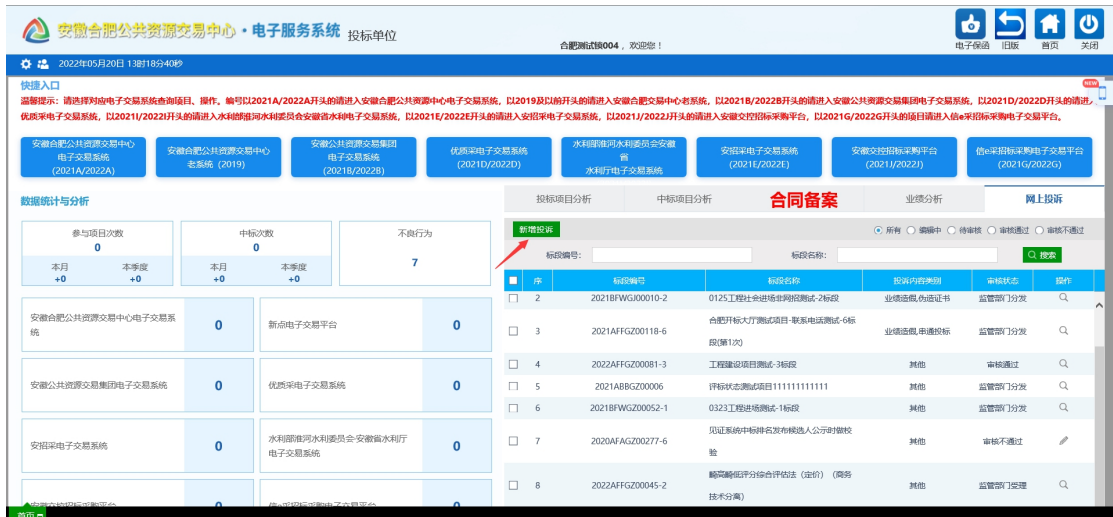 安徽合肥公共资源交易中心·电子服务系统 投标单位
合肥测试镜004，欢迎您！
电子保函 旧版 首页 关闭
2022年05月20日 13时18分40秒
快捷入口
NEW
温馨提示：请选择对应电子交易系统查询项目、操作。编号以2021A/2022A开头的请进入安徽合肥公共资源中心电子交易系统，以2019及以前开头的请进入安徽合肥交易中心老系统，以2021B/2022B开头的请进入安徽公共资源交易集团电子交易系统，以2021D/2022D开头的请进入
优质采电子交易系统，以2021I/2022I开头的请进入水利部淮河水利委员会安徽省水利电子交易系统，以2021E/2022E开头的请进入安招采电子交易系统，以2021J/2022J开头的请进入安徽交控招标采购平台，以2021G/2022G开头的项目请进入信e采招标采购电子交易平台。
安徽合肥公共资源交易中心
电子交易系统
(2021A/2022A)
安徽合肥公共资源交易中心
老系统（2019）
安徽公共资源交易集团
电子交易系统
(2021B/2022B)
优质采电子交易系统
(2021D/2022D)
水利部淮河水利委员会安徽
省
水利厅电子交易系统
安招采电子交易系统
(2021E/2022E)
安徽交控招标采购平台
(2021J/2022J)
信e采招标采购电子交易平台
(2021G/2022G)
数据统计与分析
参与项目次数
0
本月 本季度
+0 +0
中标次数
0
本月 本季度
+0 +0
不良行为
7
安徽合肥公共资源交易中心电子交易系
统
0
新点电子交易平台
0
安徽公共资源交易集团电子交易系统
0
优质采电子交易系统
0
安招采电子交易系统
0
水利部淮河水利委员会·安徽省水利厅
电子交易系统
0
安徽交控招标采购平台
0
信e采招标采购电子交易平台
0
首页
投标项目分析 中标项目分析 合同备案 业绩分析 网上投诉
新增投诉
所有 编辑中 待审核 审核通过 审核不通过
标段编号： 标段名称： 搜索
序 标段编号 标段名称 投诉内容类别 审核状态 操作
2 2021BFWGJ00010-2 0125工程社会进场非网招测试-2标段 业绩造假,伪造证书 监管部门分发
3 2021AFFGZ00118-6 合肥开标大厅测试项目-联系电话测试-6标
段(第1次) 业绩造假,串通投标 监管部门分发
4 2022AFFGZ00081-3 工程建设项目测试-3标段 其他 审核通过
5 2021ABBGZ00006 评标状态测试项目111111111111 其他 监管部门分发
6 2021BFWGZ00052-1 0323工程进场测试-1标段 其他 监管部门分发
7 2020AFAGZ00277-6 见证系统中标排名发布候选人公示时做校
验 其他 审核不通过
8 2022AFFGZ00045-2 畸高畸低评分综合评估法（定价）（商务
技术分离） 其他 监管部门受理